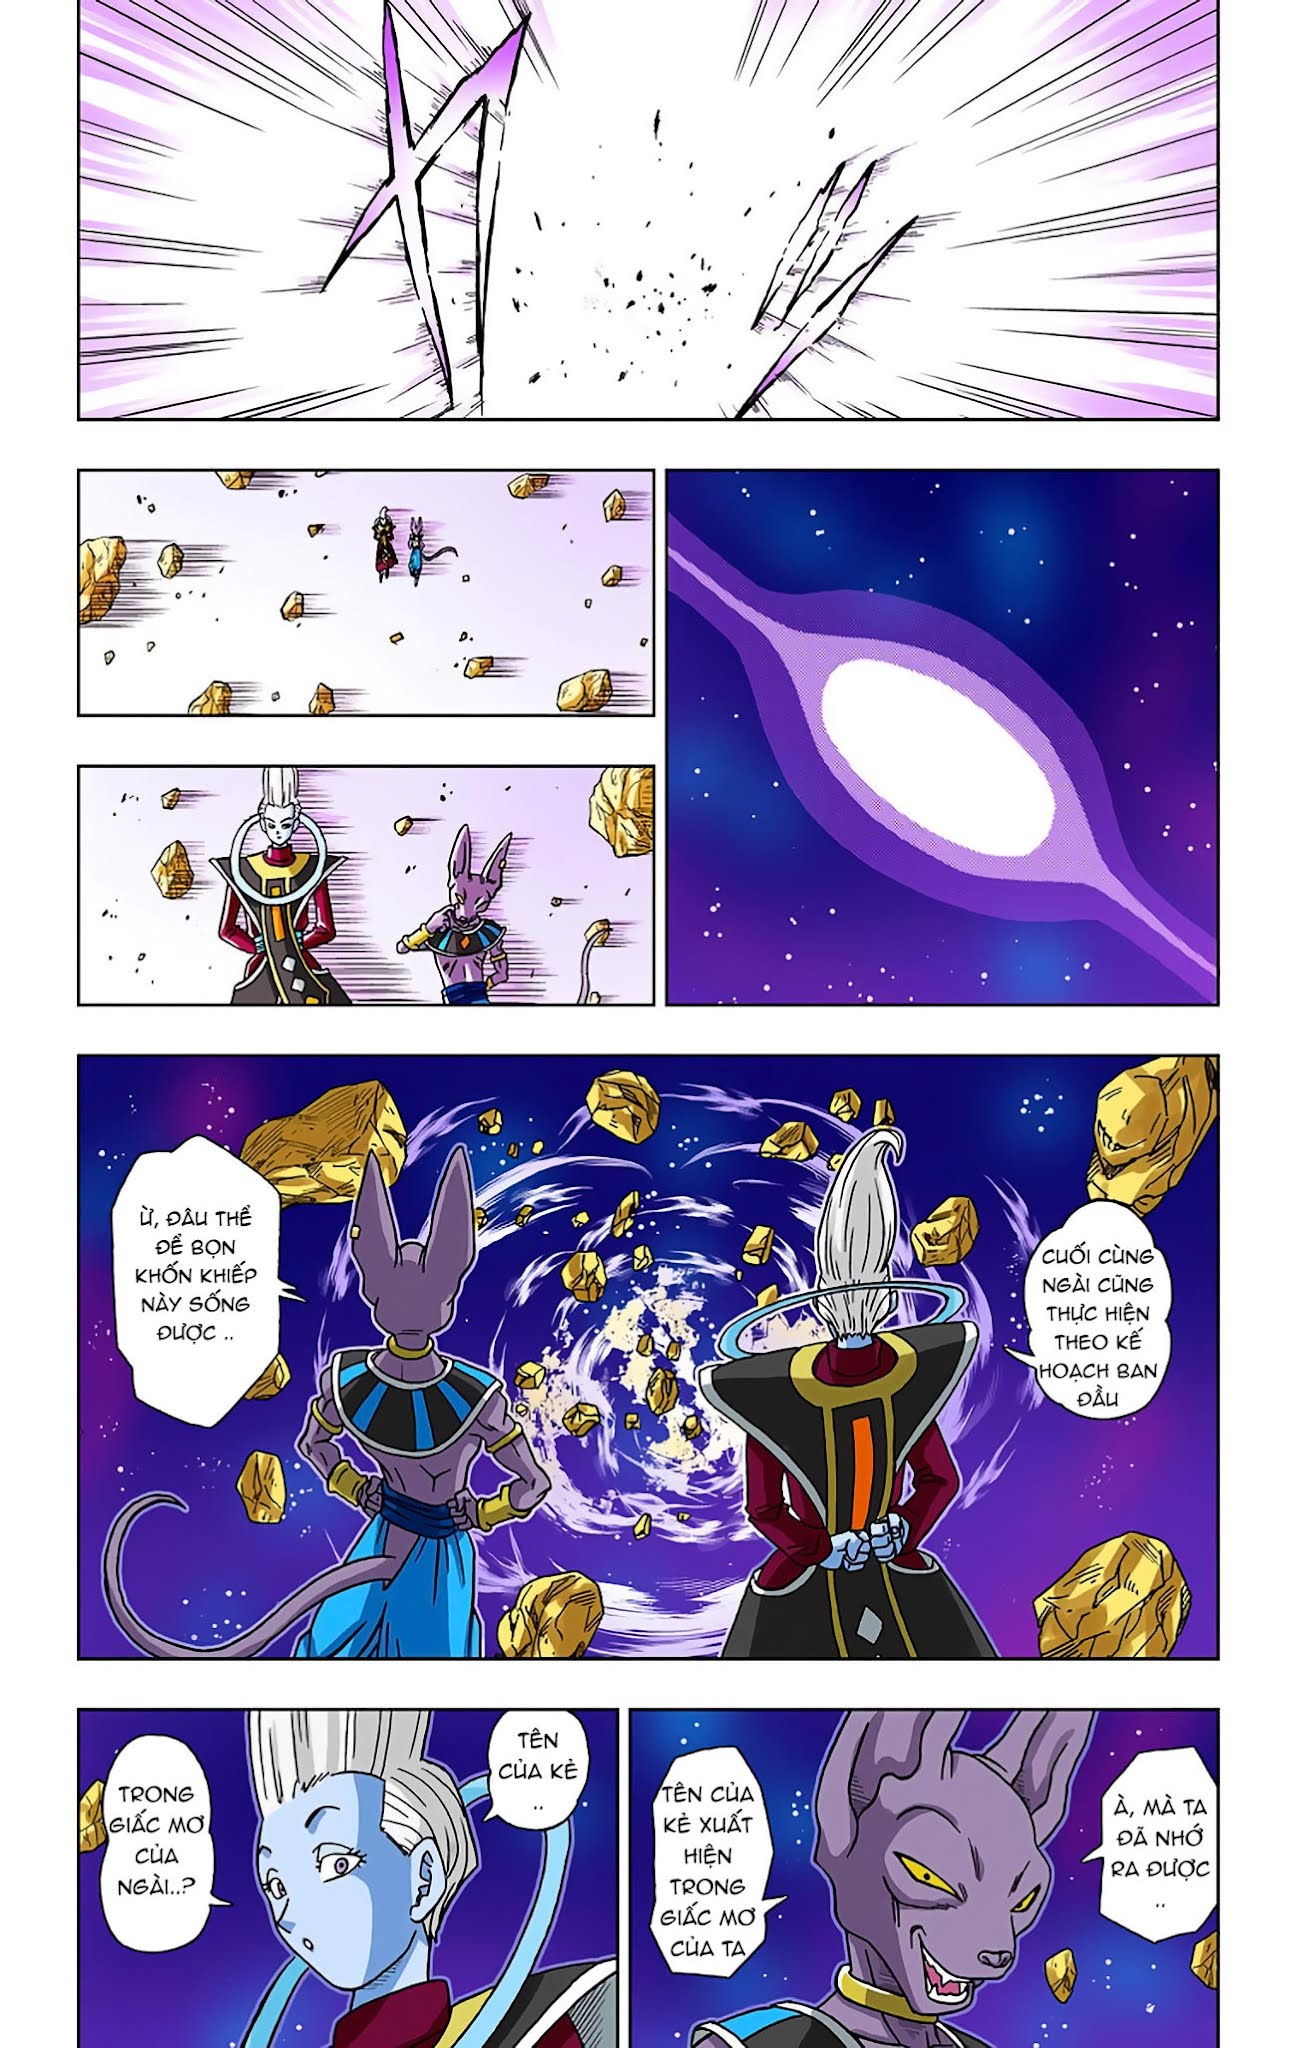 CUỐI CÙNG
NGÀI CŨNG
THỰC HIỆN
THEO KẾ
HOẠCH BAN
ĐẦU
Ừ, ĐÂU THỂ
ĐỂ BỌN
KHỐN KHIẾP
NÀY SỐNG
ĐƯỢC ..
À, MÀ TA
ĐÃ NHỚ
RA ĐƯỢC
..
TÊN CỦA
KẺ XUẤT
HIỆN
TRONG
GIẤC MƠ
CỦA TA
TÊN
CỦA KẺ
..
TRONG
GIẤC MƠ
CỦA
NGÀI..?